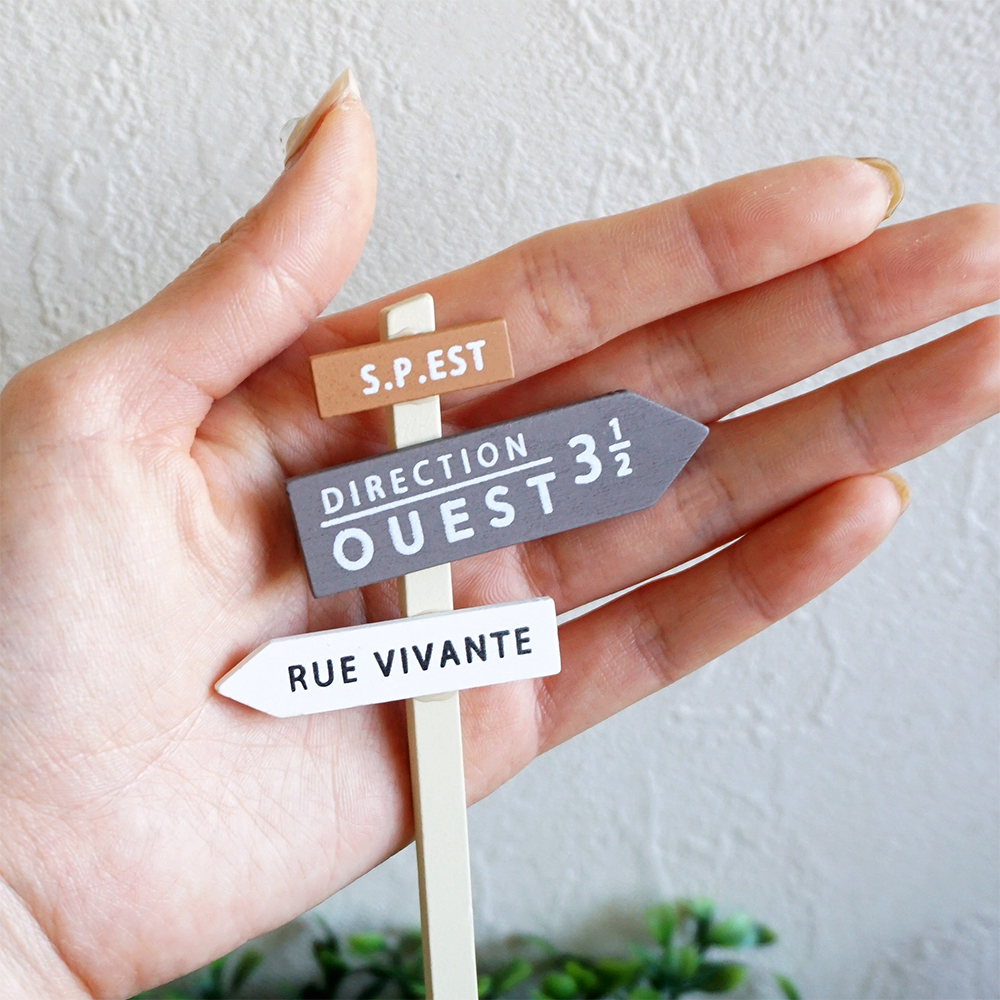 S.P.EST
DIRECTION
OUEST 3 1/2
RUE VIVANTE